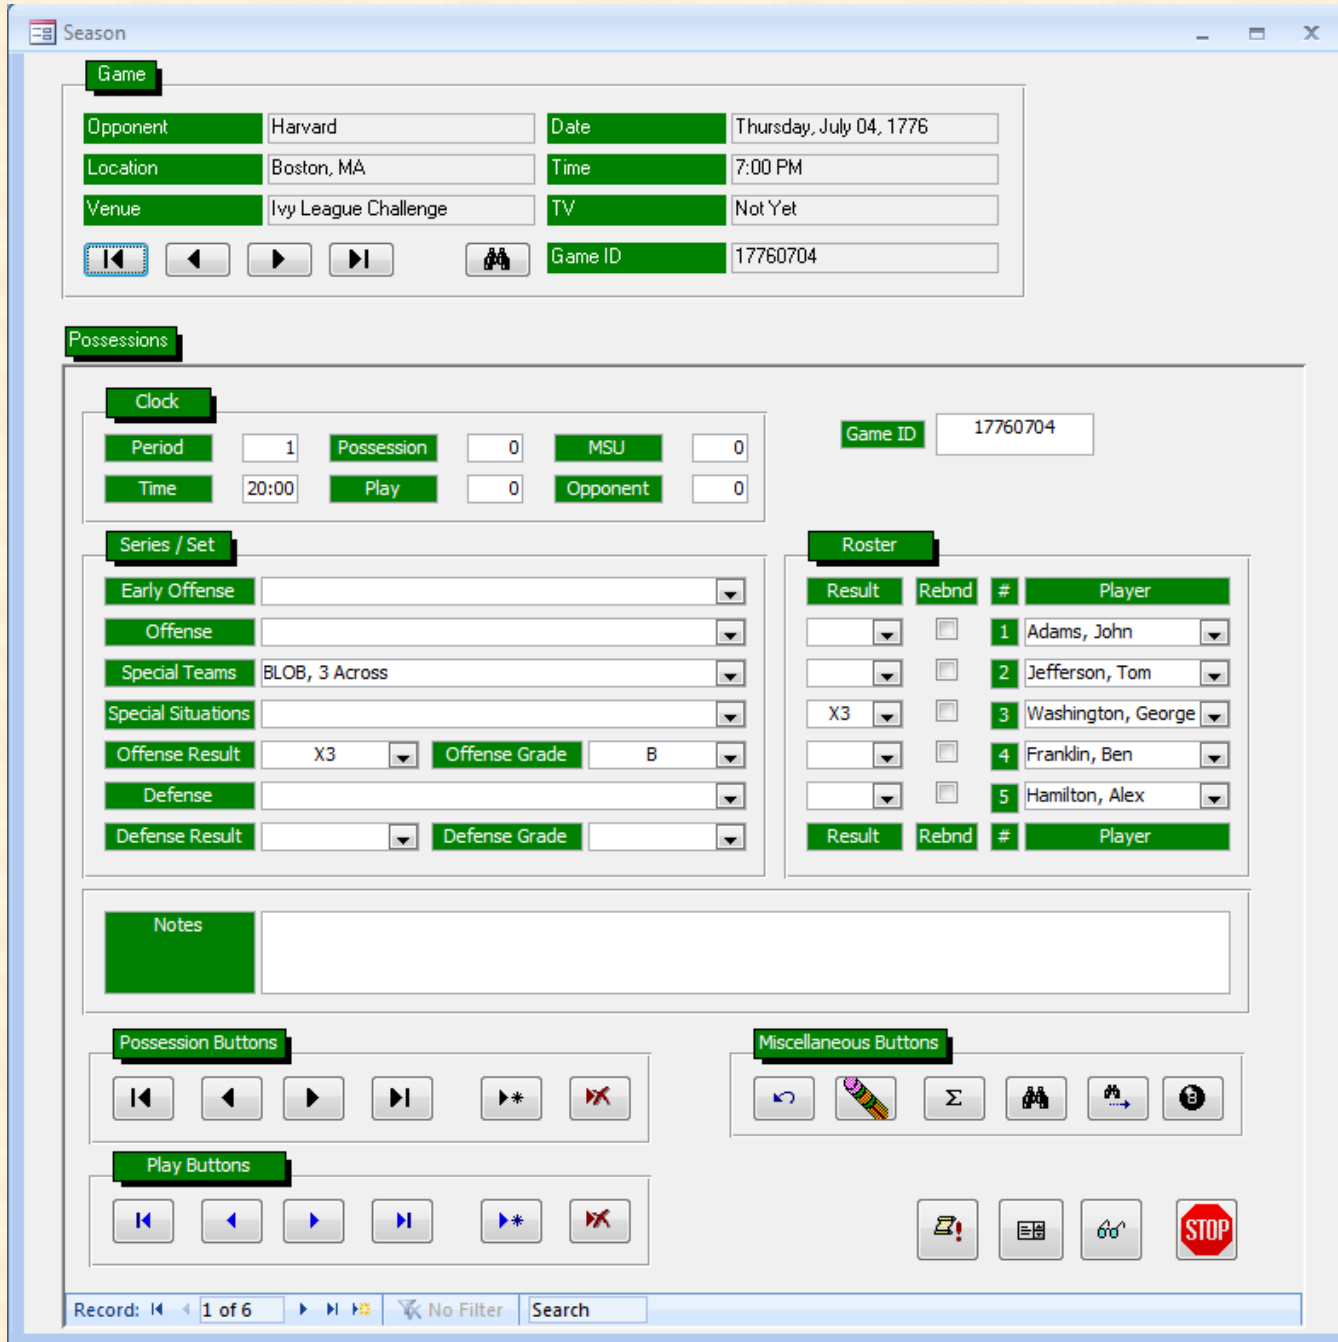 Season
Game
Opponent Harvard Date Thursday, July 04, 1776
Location Boston, MA Time 7:00 PM
Venue Ivy League Challenge TV Not Yet
Game ID 17760704
Possessions
Clock
Period 1 Possession 0 MSU 0
Game ID 17760704
Time 20:00 Play 0 Opponent 0
Series / Set
Roster
Early Offense
Result Rebnd # Player
Offense
1 Adams, John
Special Teams BLOB, 3 Across
2 Jefferson, Tom
Special Situations
X3 3 Washington, George
Offense Result X3 Offense Grade B
4 Franklin, Ben
Defense
5 Hamilton, Alex
Defense Result Defense Grade
Result Rebnd # Player
Notes
Possession Buttons
Miscellaneous Buttons
Σ
Play Buttons
STOP
Record: 1 of 6 No Filter Search